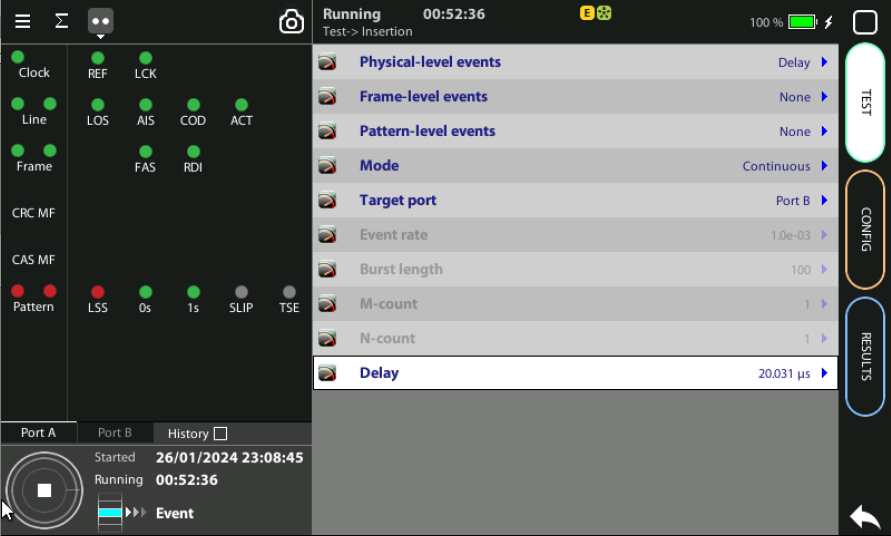 Running 00:52:36
Test-> Insertion
E
100 %
Clock REF LCK
Line LOS AIS COD ACT
Frame FAS RDI
CRC MF
CAS MF
Pattern LSS 0s 1s SLIP TSE
Port A Port B History
Started 26/01/2024 23:08:45
Running 00:52:36
Event
Physical-level events Delay
Frame-level events None
Pattern-level events None
Mode Continuous
Target port Port B
Event rate 1.0e-03
Burst length 100
M-count 1
N-count 1
Delay 20.031 µs
TEST
CONFIG
RESULTS